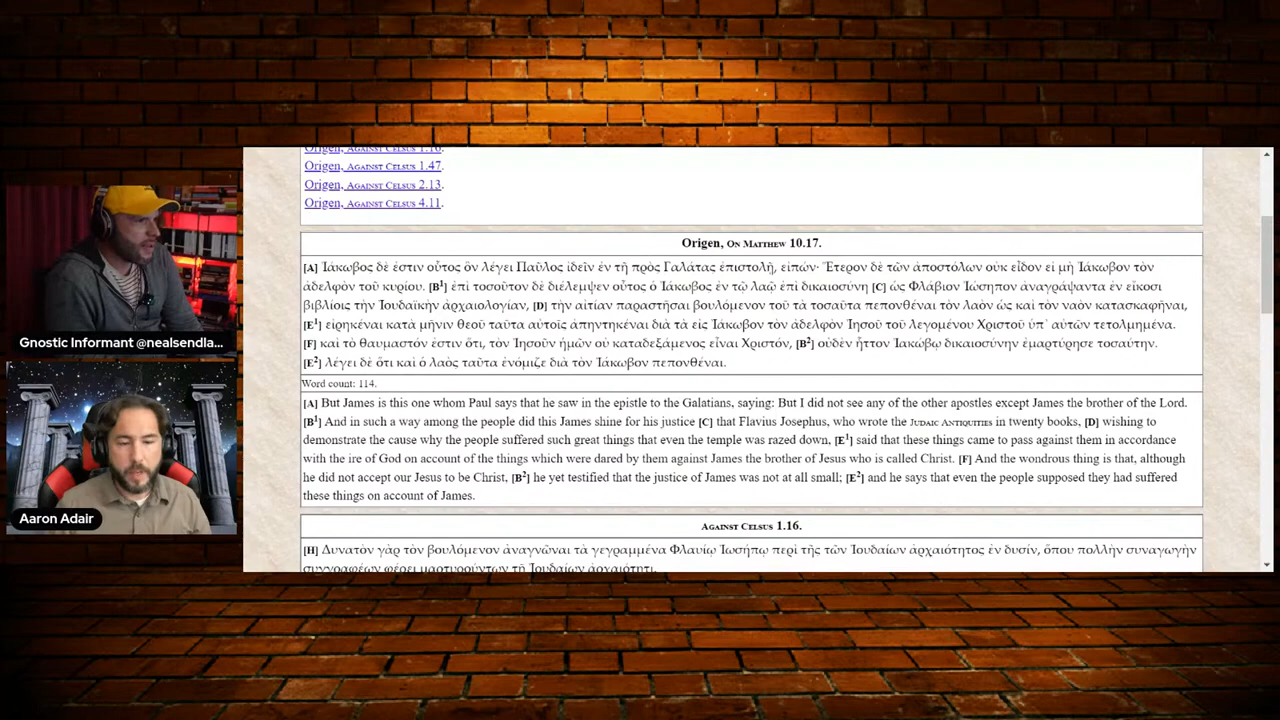 Origen, Against Celsus 1.16.
Origen, Against Celsus 1.47.
Origen, Against Celsus 2.13.
Origen, Against Celsus 4.11.
Origen, On Matthew 10.17.
[A] Ἰάκωβος δέ ἐστιν οὗτος ὃν λέγει Παῦλος ἰδεῖν ἐν τῇ πρὸς Γαλάτας ἐπιστολῇ, εἰπών· Ἕτερον δὲ τῶν ἀποστόλων οὐκ εἶδον εἰ μὴ Ἰάκωβον τὸν
ἀδελφὸν τοῦ κυρίου. [B1] ἐπὶ τοσοῦτον δὲ διέλεμψεν οὗτος ὁ Ἰάκωβος ἐν τῷ λαῷ ἐπὶ δικαιοσύνη [C] ὡς Φλάβιον Ἰώσηπον ἀναγράψαντα ἐν εἴκοσι
βιβλίοις τὴν Ἰουδαϊκὴν ἀρχαιολογίαν, [D] τὴν αἰτίαν παραστῆσαι βουλόμενον τοῦ τὰ τοσαῦτα πεπονθέναι τὸν λαὸν ὡς καὶ τὸν ναὸν κατασκαφῆναι,
[E1] εἰρηκέναι κατὰ μῆνιν θεοῦ ταῦτα αὐτοῖς ἀπηντηκέναι διὰ τὰ εἰς Ἰάκωβον τὸν ἀδελφὸν Ἰησοῦ τοῦ λεγομένου Χριστοῦ ὑπ᾽ αὐτῶν τετολμημένα.
[F] καὶ τὸ θαυμαστόν ἐστιν ὅτι, τὸν Ἰησοῦν ἡμῶν οὐ καταδεξάμενος εἶναι Χριστόν, [B2] οὐδὲν ἧττον Ἰακώβῳ δικαιοσύνην ἐμαρτύρησε τοσαύτην.
[E2] λέγει δὲ ὅτι καὶ ὁ λαὸς ταῦτα ἐνόμιζε διὰ τὸν Ἰάκωβον πεπονθέναι.
Word count: 114.
[A] But James is this one whom Paul says that he saw in the epistle to the Galatians, saying: But I did not see any of the other apostles except James the brother of the Lord.
[B1] And in such a way among the people did this James shine for his justice [C] that Flavius Josephus, who wrote the Judaic Antiquities in twenty books, [D] wishing to
demonstrate the cause why the people suffered such great things that even the temple was razed down, [E1] said that these things came to pass against them in accordance
with the ire of God on account of the things which were dared by them against James the brother of Jesus who is called Christ. [F] And the wondrous thing is that, although
he did not accept our Jesus to be Christ, [B2] he yet testified that the justice of James was not at all small; [E2] and he says that even the people supposed they had suffered
these things on account of James.
Against Celsus 1.16.
[H] Δυνατὸν γὰρ τὸν βουλόμενον ἀναγνῶναι τὰ γεγραμμένα Φλαυίῳ Ἰωσήπῳ περὶ τῆς τῶν Ἰουδαίων ἀρχαιότητος ἐν δυσίν, ὅπου πολλὴν συναγωγὴν
συγγραφέων φέρει μαρτυρούντων τῇ Ἰουδαίων ἀρχαιότητι.
Gnostic Informant @nealsendla...
Aaron Adair